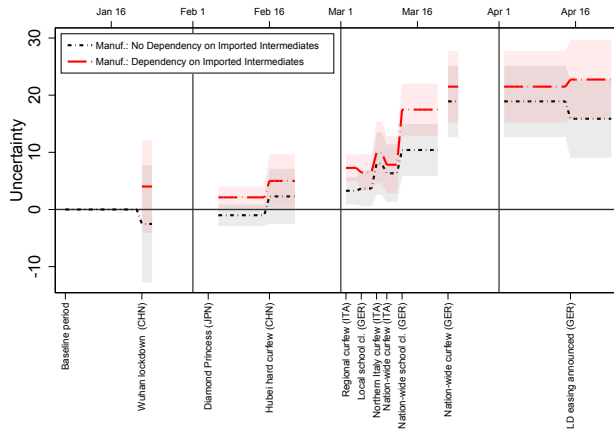 Jan 16 Feb 1 Feb 16 Mar 1 Mar 16 Apr 1 Apr 16
Manuf.: No Dependency on Imported Intermediates
Manuf.: Dependency on Imported Intermediates
Uncertainty
30
20
10
0
-10
Baseline period
Wuhan lockdown (CHN)
Diamond Princess (JPN)
Hubei hard curfew (CHN)
Regional curfew (ITA)
Local school cl. (GER)
Northern Italy curfew (ITA)
Nation-wide curfew (ITA)
Nation-wide school cl. (GER)
Nation-wide curfew (GER)
LD easing announced (GER)